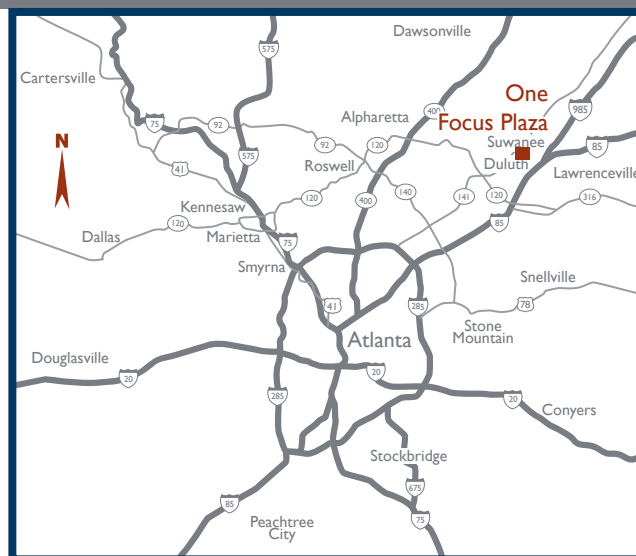 Dawsonville
575
Cartersville
One
985
400
Focus Plaza
Alpharetta
75
92
Suwanee
N
92
120
85
575
Roswell
Duluth
41
Lawrenceville
140
120
400
141
120
316
Kennesaw
120
85
Dallas
Marietta
75
Smyrna
Snellville
41
285
78
Stone
Mountain
Atlanta
Douglasville
20
20
285
20
Conyers
Stockbridge
675
85
75
Peachtree
City